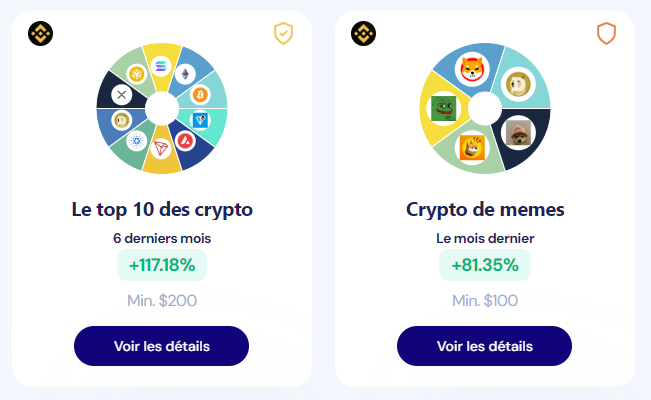 Le top 10 des crypto
6 derniers mois
+117.18%
Min. $200
Voir les détails
Crypto de memes
Le mois dernier
+81.35%
Min. $100
Voir les détails